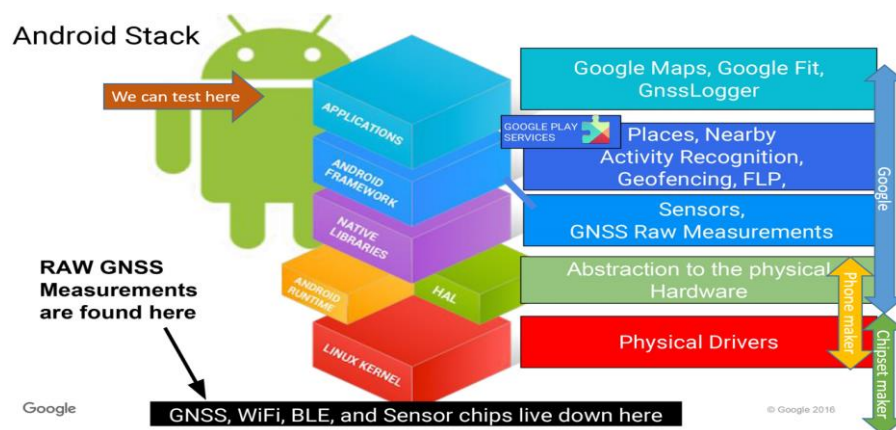 Android Stack
We can test here
APPLICATIONS
ANDROID
FRAMEWORK
NATIVE
LIBRARIES
ANDROID
RUNTIME
HAL
LINUX KERNEL
Google Maps, Google Fit,
GnssLogger
GOOGLE PLAY
SERVICES
Places, Nearby
Activity Recognition,
Geofencing, FLP,
Sensors,
GNSS Raw Measurements
Abstraction to the physical
Hardware
Physical Drivers
Google
Phone maker
Chipset maker
RAW GNSS
Measurements
are found here
GNSS, WiFi, BLE, and Sensor chips live down here
Google
© Google 2016